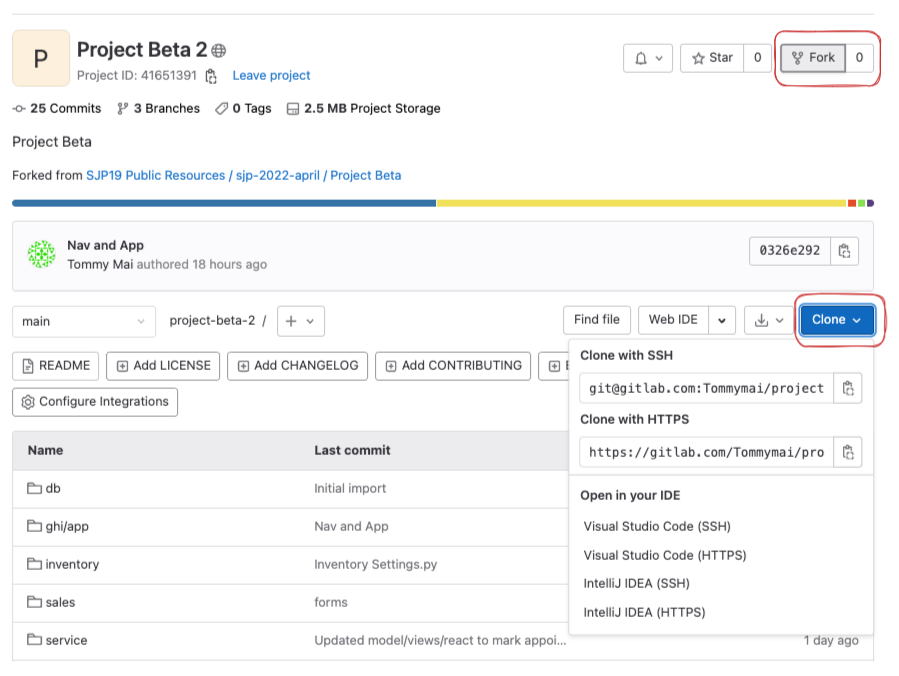 P
Project Beta 2
Project ID: 41651391 Leave project
Star 0
Fork 0
25 Commits 3 Branches 0 Tags 2.5 MB Project Storage
Project Beta
Forked from SJP19 Public Resources / sjp-2022-april / Project Beta
Nav and App
Tommy Mai authored 18 hours ago
0326e292
main project-beta-2 / Find file Web IDE Clone
README Add LICENSE Add CHANGELOG Add CONTRIBUTING
Configure Integrations
Clone with SSH
git@gitlab.com:Tommymai/project
Clone with HTTPS
https://gitlab.com/Tommymai/pro
Open in your IDE
Visual Studio Code (SSH)
Visual Studio Code (HTTPS)
IntelliJ IDEA (SSH)
IntelliJ IDEA (HTTPS)
Name Last commit
db Initial import
ghi/app Nav and App
inventory Inventory Settings.py
sales forms
service Updated model/views/react to mark appoi... 1 day ago